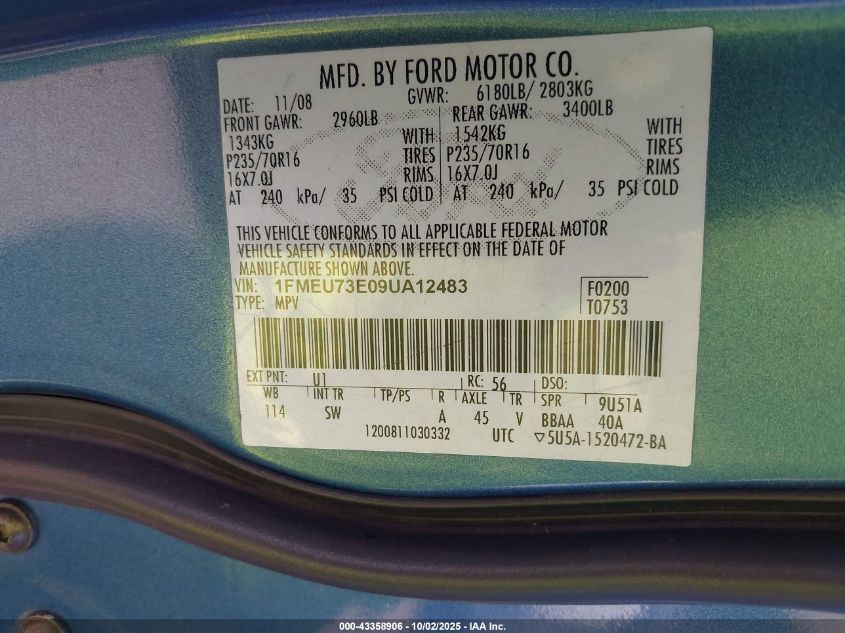 MFD. BY FORD MOTOR CO.
DATE: 11/08 GVWR: 6180LB/ 2803KG
FRONT GAWR: 2960LB REAR GAWR: 3400LB
1343KG WITH 1542KG WITH
P235/70R16 TIRES P235/70R16 TIRES
16X7.0J RIMS 16X7.0J RIMS
AT 240 kPa/ 35 PSI COLD AT 240 kPa/ 35 PSI COLD
THIS VEHICLE CONFORMS TO ALL APPLICABLE FEDERAL MOTOR
VEHICLE SAFETY STANDARDS IN EFFECT ON THE DATE OF
MANUFACTURE SHOWN ABOVE.
VIN: 1FMEU73E09UA12483 F0200
TYPE: MPV T0753
EXT PNT: U1 RC: 56 DSO:
WB INT TR TP/PS R AXLE TR SPR 9U51A
114 SW A 45 V BBAA 40A
1200811030332 UTC ▽5U5A-1520472-BA
000-43358906 - 10/02/2025 - IAA Inc.